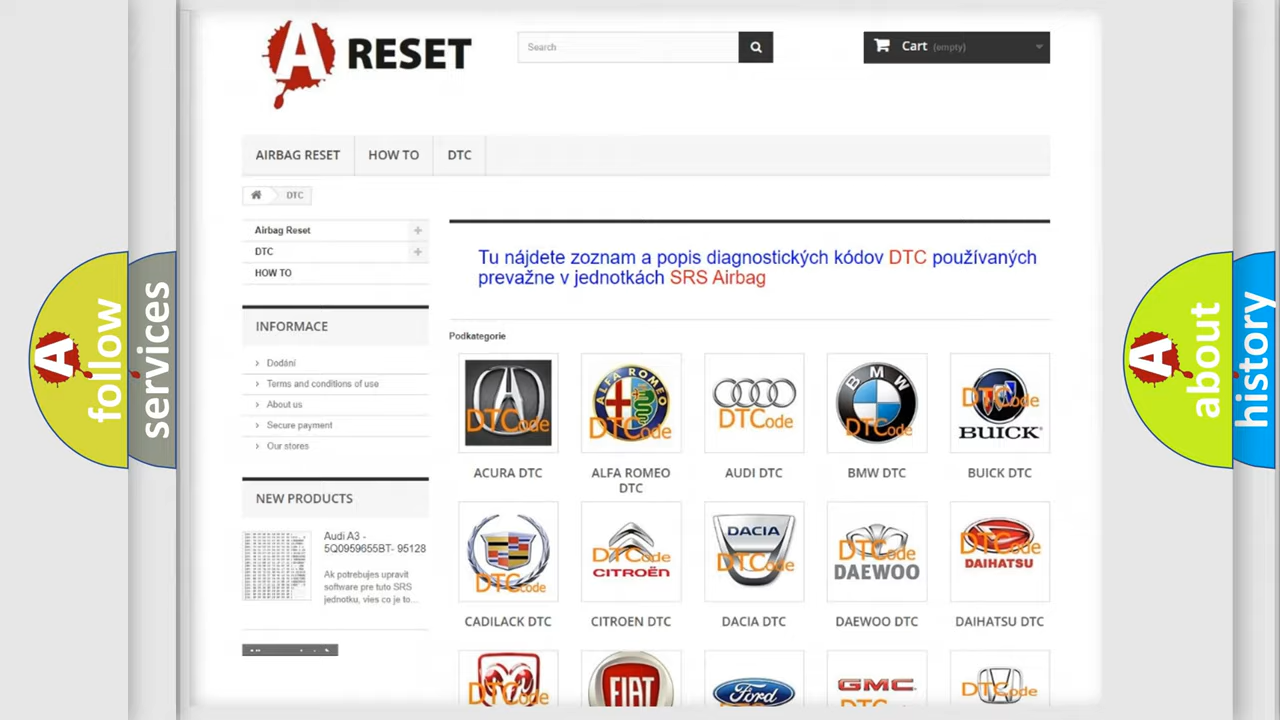 A RESET
Search
Cart (empty)
AIRBAG RESET
HOW TO
DTC
DTC
Airbag Reset
DTC
HOW TO
Tu nájdete zoznam a popis diagnostických kódov DTC používaných
prevažne v jednotkách SRS Airbag
INFORMACE
Dodání
Terms and conditions of use
About us
Secure payment
Our stores
NEW PRODUCTS
Audi A3 -
5Q0959655BT- 95128
Ak potrebujes upravit
software pre tuto SRS
jednotku, vies co je to...
Podkategorie
DTCode
ALFA ROMEO
DTCode
DTCode
BMW
DTCode
DTCode
BUICK
ACURA DTC
ALFA ROMEO
DTC
AUDI DTC
BMW DTC
BUICK DTC
DTCode
DTCode
CITROËN
DACIA
DTCode
DTCode
DAEWOO
DTCode
DAIHATSU
CADILACK DTC
CITROEN DTC
DACIA DTC
DAEWOO DTC
DAIHATSU DTC
DTCode
FIAT
Ford
GMC
DTCode
A follow
services
A about
history